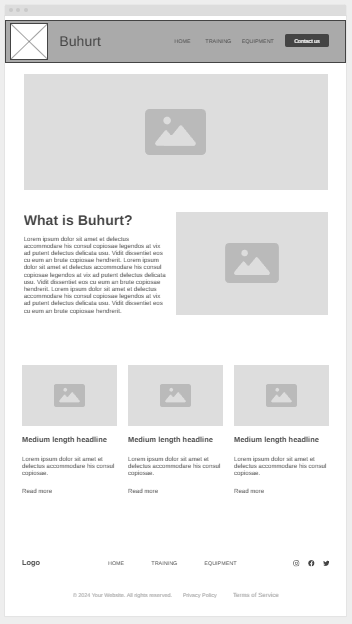 Buhurt
HOME TRAINING EQUIPMENT Contact us
What is Buhurt?
Lorem ipsum dolor sit amet et delectus
accommodare his consul copiosae legendos at vix
ad putent delectus delicata usu. Vidit dissentiet eos
cu eum an brute copiosae hendrerit. Lorem ipsum
dolor sit amet et delectus accommodare his consul
copiosae legendos at vix ad putent delectus delicata
usu. Vidit dissentiet eos cu eum an brute copiosae
hendrerit. Lorem ipsum dolor sit amet et delectus
accommodare his consul copiosae legendos at vix
ad putent delectus delicata usu. Vidit dissentiet eos
cu eum an brute copiosae hendrerit.
Medium length headline
Lorem ipsum dolor sit amet et
delectus accommodare his consul
copiosae.
Read more
Medium length headline
Lorem ipsum dolor sit amet et
delectus accommodare his consul
copiosae.
Read more
Medium length headline
Lorem ipsum dolor sit amet et
delectus accommodare his consul
copiosae.
Read more
Logo HOME TRAINING EQUIPMENT
© 2024 Your Website. All rights reserved. Privacy Policy Terms of Service